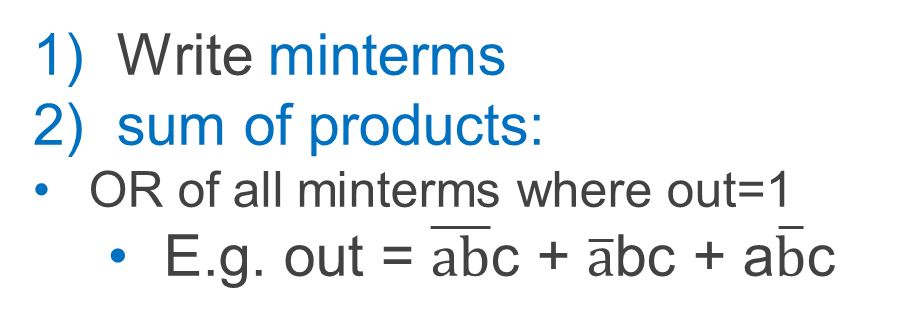 1) Write minterms
2) sum of products:
• OR of all minterms where out=1
• E.g. out = a̅b̅c + a̅bc + ab̅c